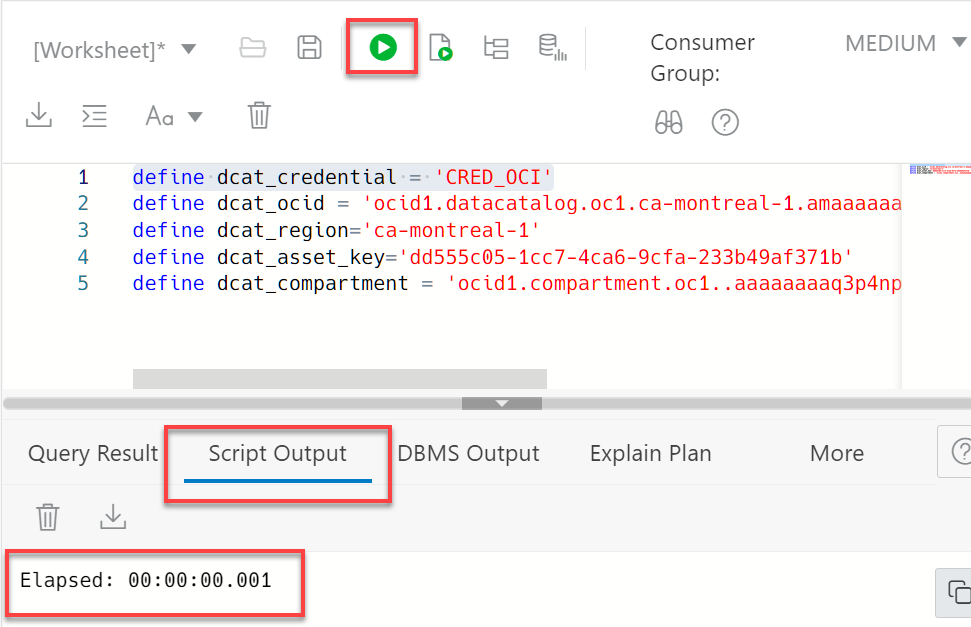 [Worksheet]*
Consumer
Group:
MEDIUM
Aa
1 define dcat_credential = 'CRED_OCI'
2 define dcat_ocid = 'ocid1.datacatalog.oc1.ca-montreal-1.amaaaaaa
3 define dcat_region='ca-montreal-1'
4 define dcat_asset_key='dd555c05-1cc7-4ca6-9cfa-233b49af371b'
5 define dcat_compartment = 'ocid1.compartment.oc1..aaaaaaaaq3p4np
Query Result Script Output DBMS Output Explain Plan More
Elapsed: 00:00:00.001